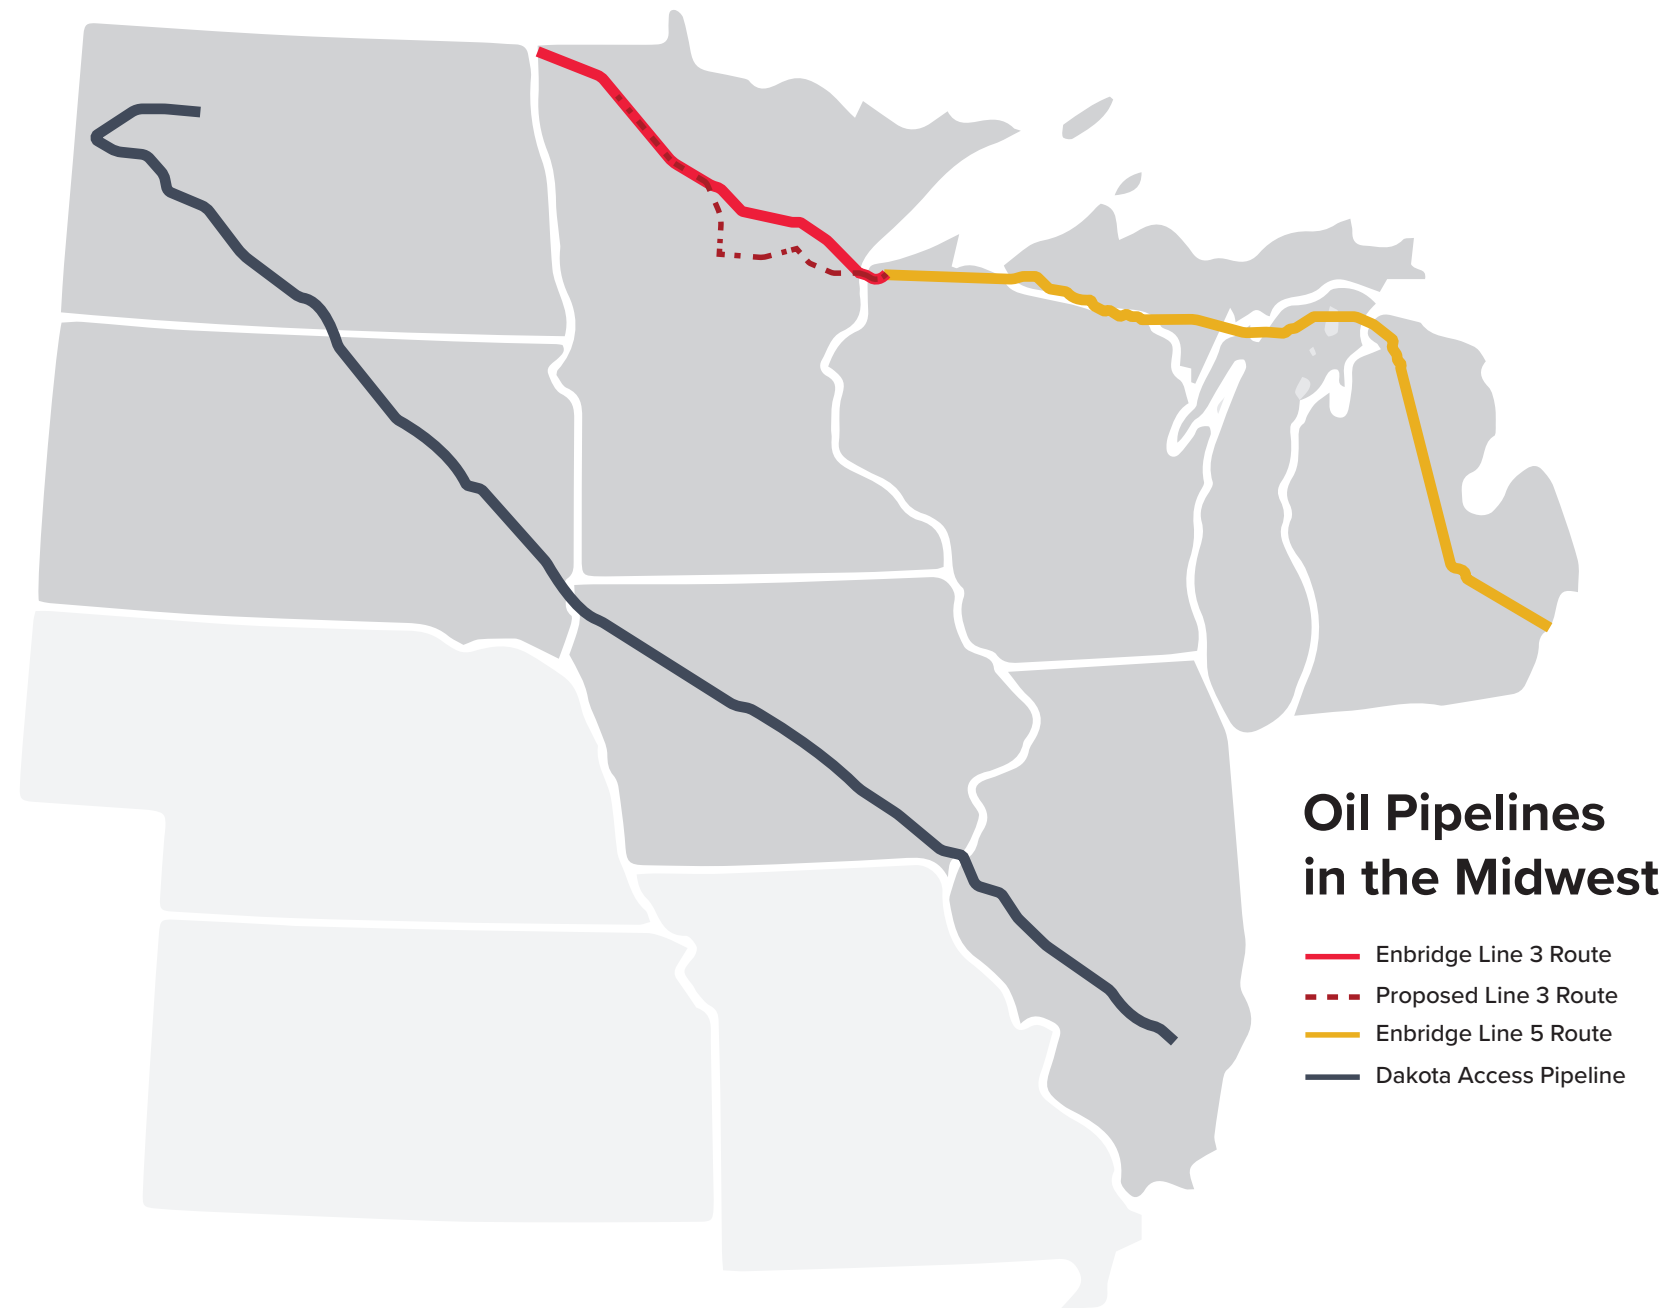 Oil Pipelines
in the Midwest
Enbridge Line 3 Route
Proposed Line 3 Route
Enbridge Line 5 Route
Dakota Access Pipeline